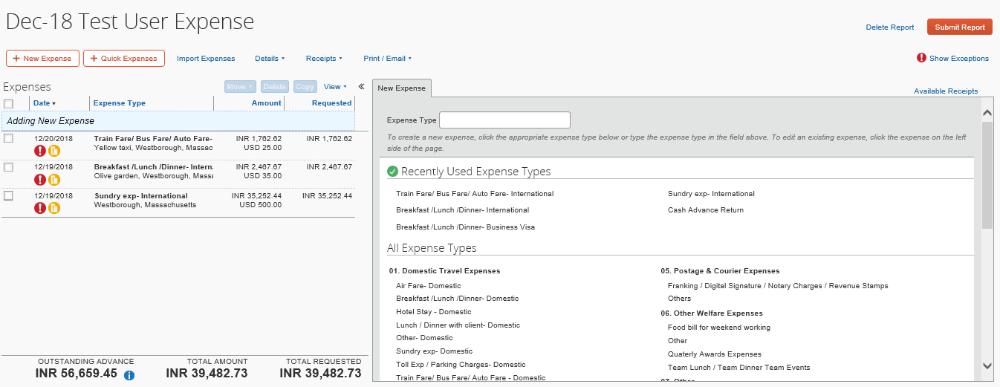 Dec-18 Test User Expense
Delete Report
Submit Report
+ New Expense
+ Quick Expenses
Import Expenses
Details
Receipts
Print / Email
Show Exceptions
Expenses
Move
Delete
Copy
View
«
Date
Expense Type
Amount
Requested
Adding New Expense
12/20/2018
Train Fare/ Bus Fare/ Auto Fare-
INR 1,762.62
INR 1,762.62
Yellow taxi, Westborough, Massac
USD 25.00
12/19/2018
Breakfast /Lunch /Dinner- Intern
INR 2,467.67
INR 2,467.67
Olive garden, Westborough, Massa
USD 35.00
12/19/2018
Sundry exp- International
INR 35,252.44
INR 35,252.44
Westborough, Massachusetts
USD 500.00
OUTSTANDING ADVANCE
INR 56,659.45
TOTAL AMOUNT
INR 39,482.73
TOTAL REQUESTED
INR 39,482.73
New Expense
Available Receipts
Expense Type
To create a new expense, click the appropriate expense type below or type the expense type in the field above. To edit an existing expense, click the expense on the left
side of the page.
Recently Used Expense Types
Train Fare/ Bus Fare/ Auto Fare- International
Sundry exp- International
Breakfast /Lunch /Dinner- International
Cash Advance Return
Breakfast /Lunch /Dinner- Business Visa
All Expense Types
01. Domestic Travel Expenses
Air Fare- Domestic
Breakfast /Lunch /Dinner- Domestic
Hotel Stay - Domestic
Lunch / Dinner with client- Domestic
Other- Domestic
Sundry exp- Domestic
Toll Exp / Parking Charges- Domestic
Train Fare/ Bus Fare/ Auto Fare - Domestic
05. Postage & Courier Expenses
Franking / Digital Signature / Notary Charges / Revenue Stamps
Others
06. Other Welfare Expenses
Food bill for weekend working
Other
Quaterly Awards Expenses
Team Lunch / Team Dinner Team Events
07. Other